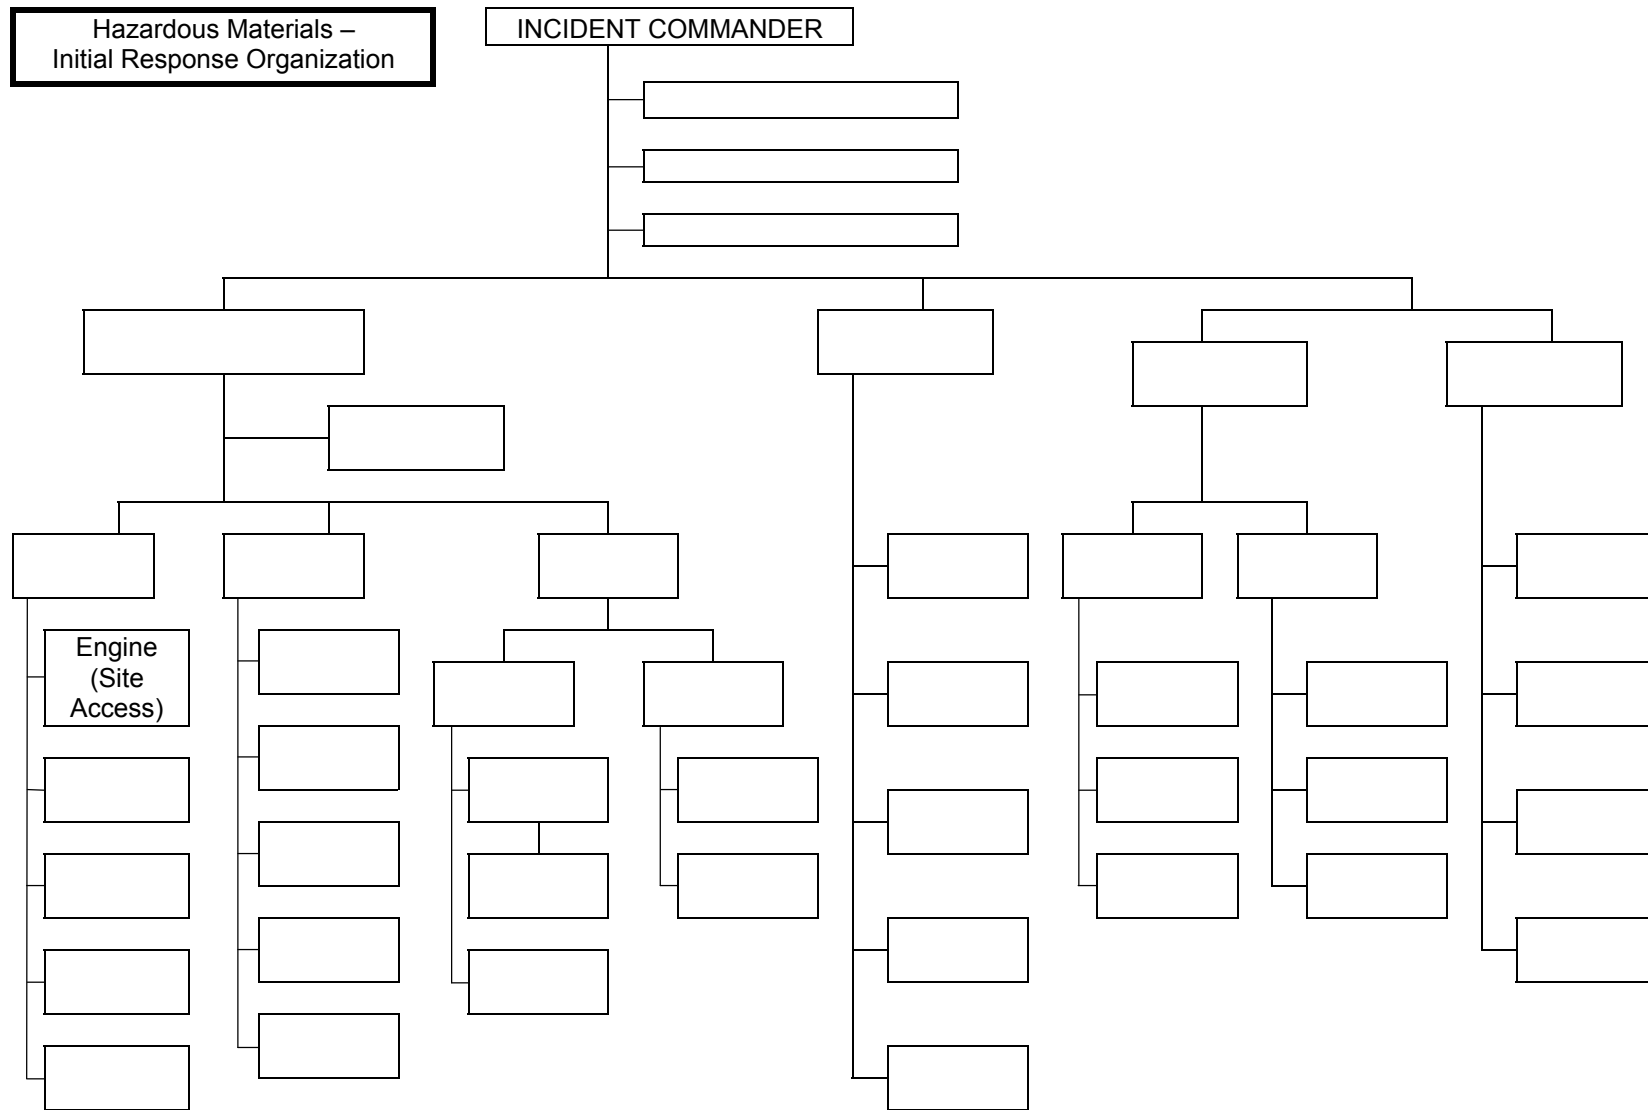 Hazardous Materials –
Initial Response Organization
INCIDENT COMMANDER
Engine
(Site
Access)